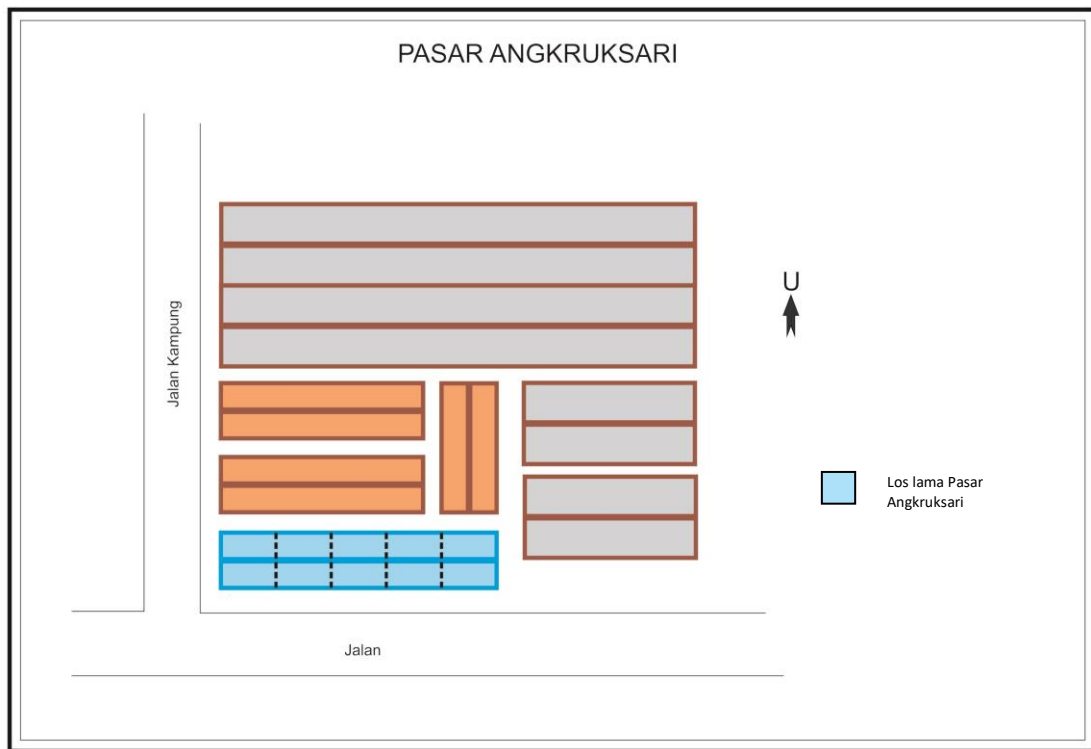 PASAR ANGKRUKSARI
U
Jalan Kampung
Los lama Pasar
Angkruksari
Jalan